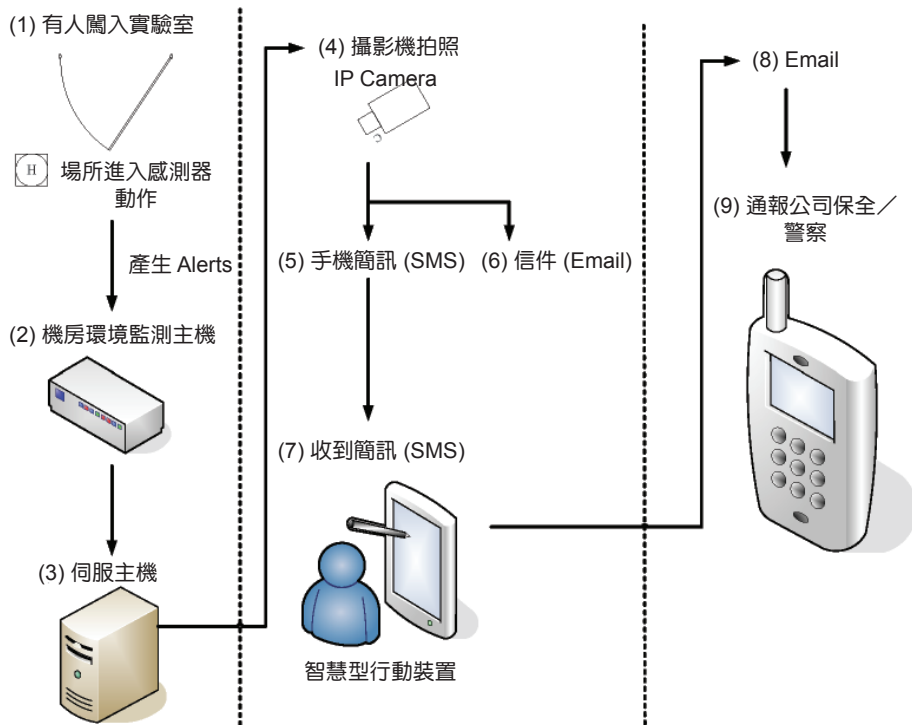 (1) 有人闖入實驗室
H
場所進入感測器
動作
產生 Alerts
(2) 機房環境監測主機
(3) 伺服主機
(4) 攝影機拍照
IP Camera
(5) 手機簡訊 (SMS)
(6) 信件 (Email)
(7) 收到簡訊 (SMS)
智慧型行動裝置
(8) Email
(9) 通報公司保全／
警察